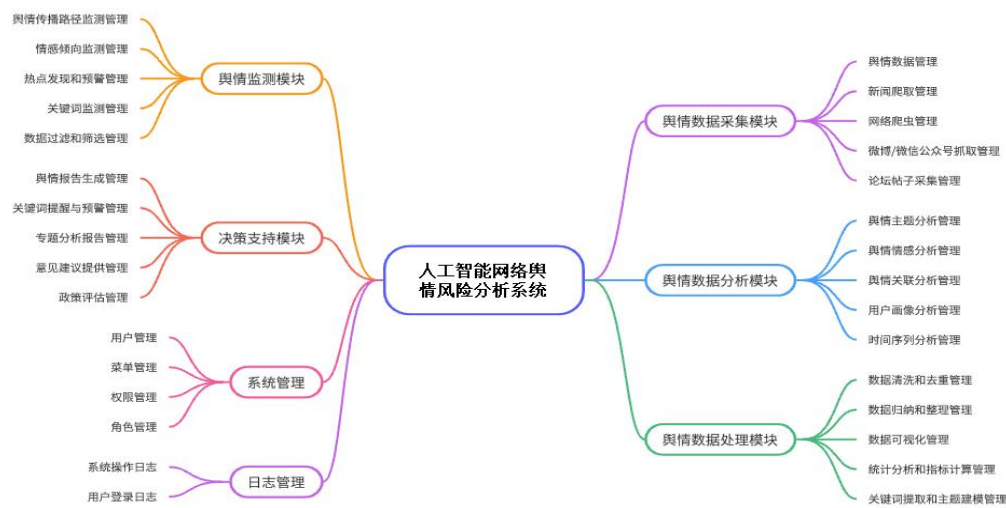 人工智能网络舆
情风险分析系统
舆情监测模块
舆情传播路径监测管理
情感倾向监测管理
热点发现和预警管理
关键词监测管理
数据过滤和筛选管理
决策支持模块
舆情报告生成管理
关键词提醒与预警管理
专题分析报告管理
意见建议提供管理
政策评估管理
系统管理
用户管理
菜单管理
权限管理
角色管理
日志管理
系统操作日志
用户登录日志
舆情数据采集模块
舆情数据管理
新闻爬取管理
网络爬虫管理
微博/微信公众号抓取管理
论坛帖子采集管理
舆情数据分析模块
舆情主题分析管理
舆情情感分析管理
舆情关联分析管理
用户画像分析管理
时间序列分析管理
舆情数据处理模块
数据清洗和去重管理
数据归纳和整理管理
数据可视化管理
统计分析和指标计算管理
关键词提取和主题建模管理